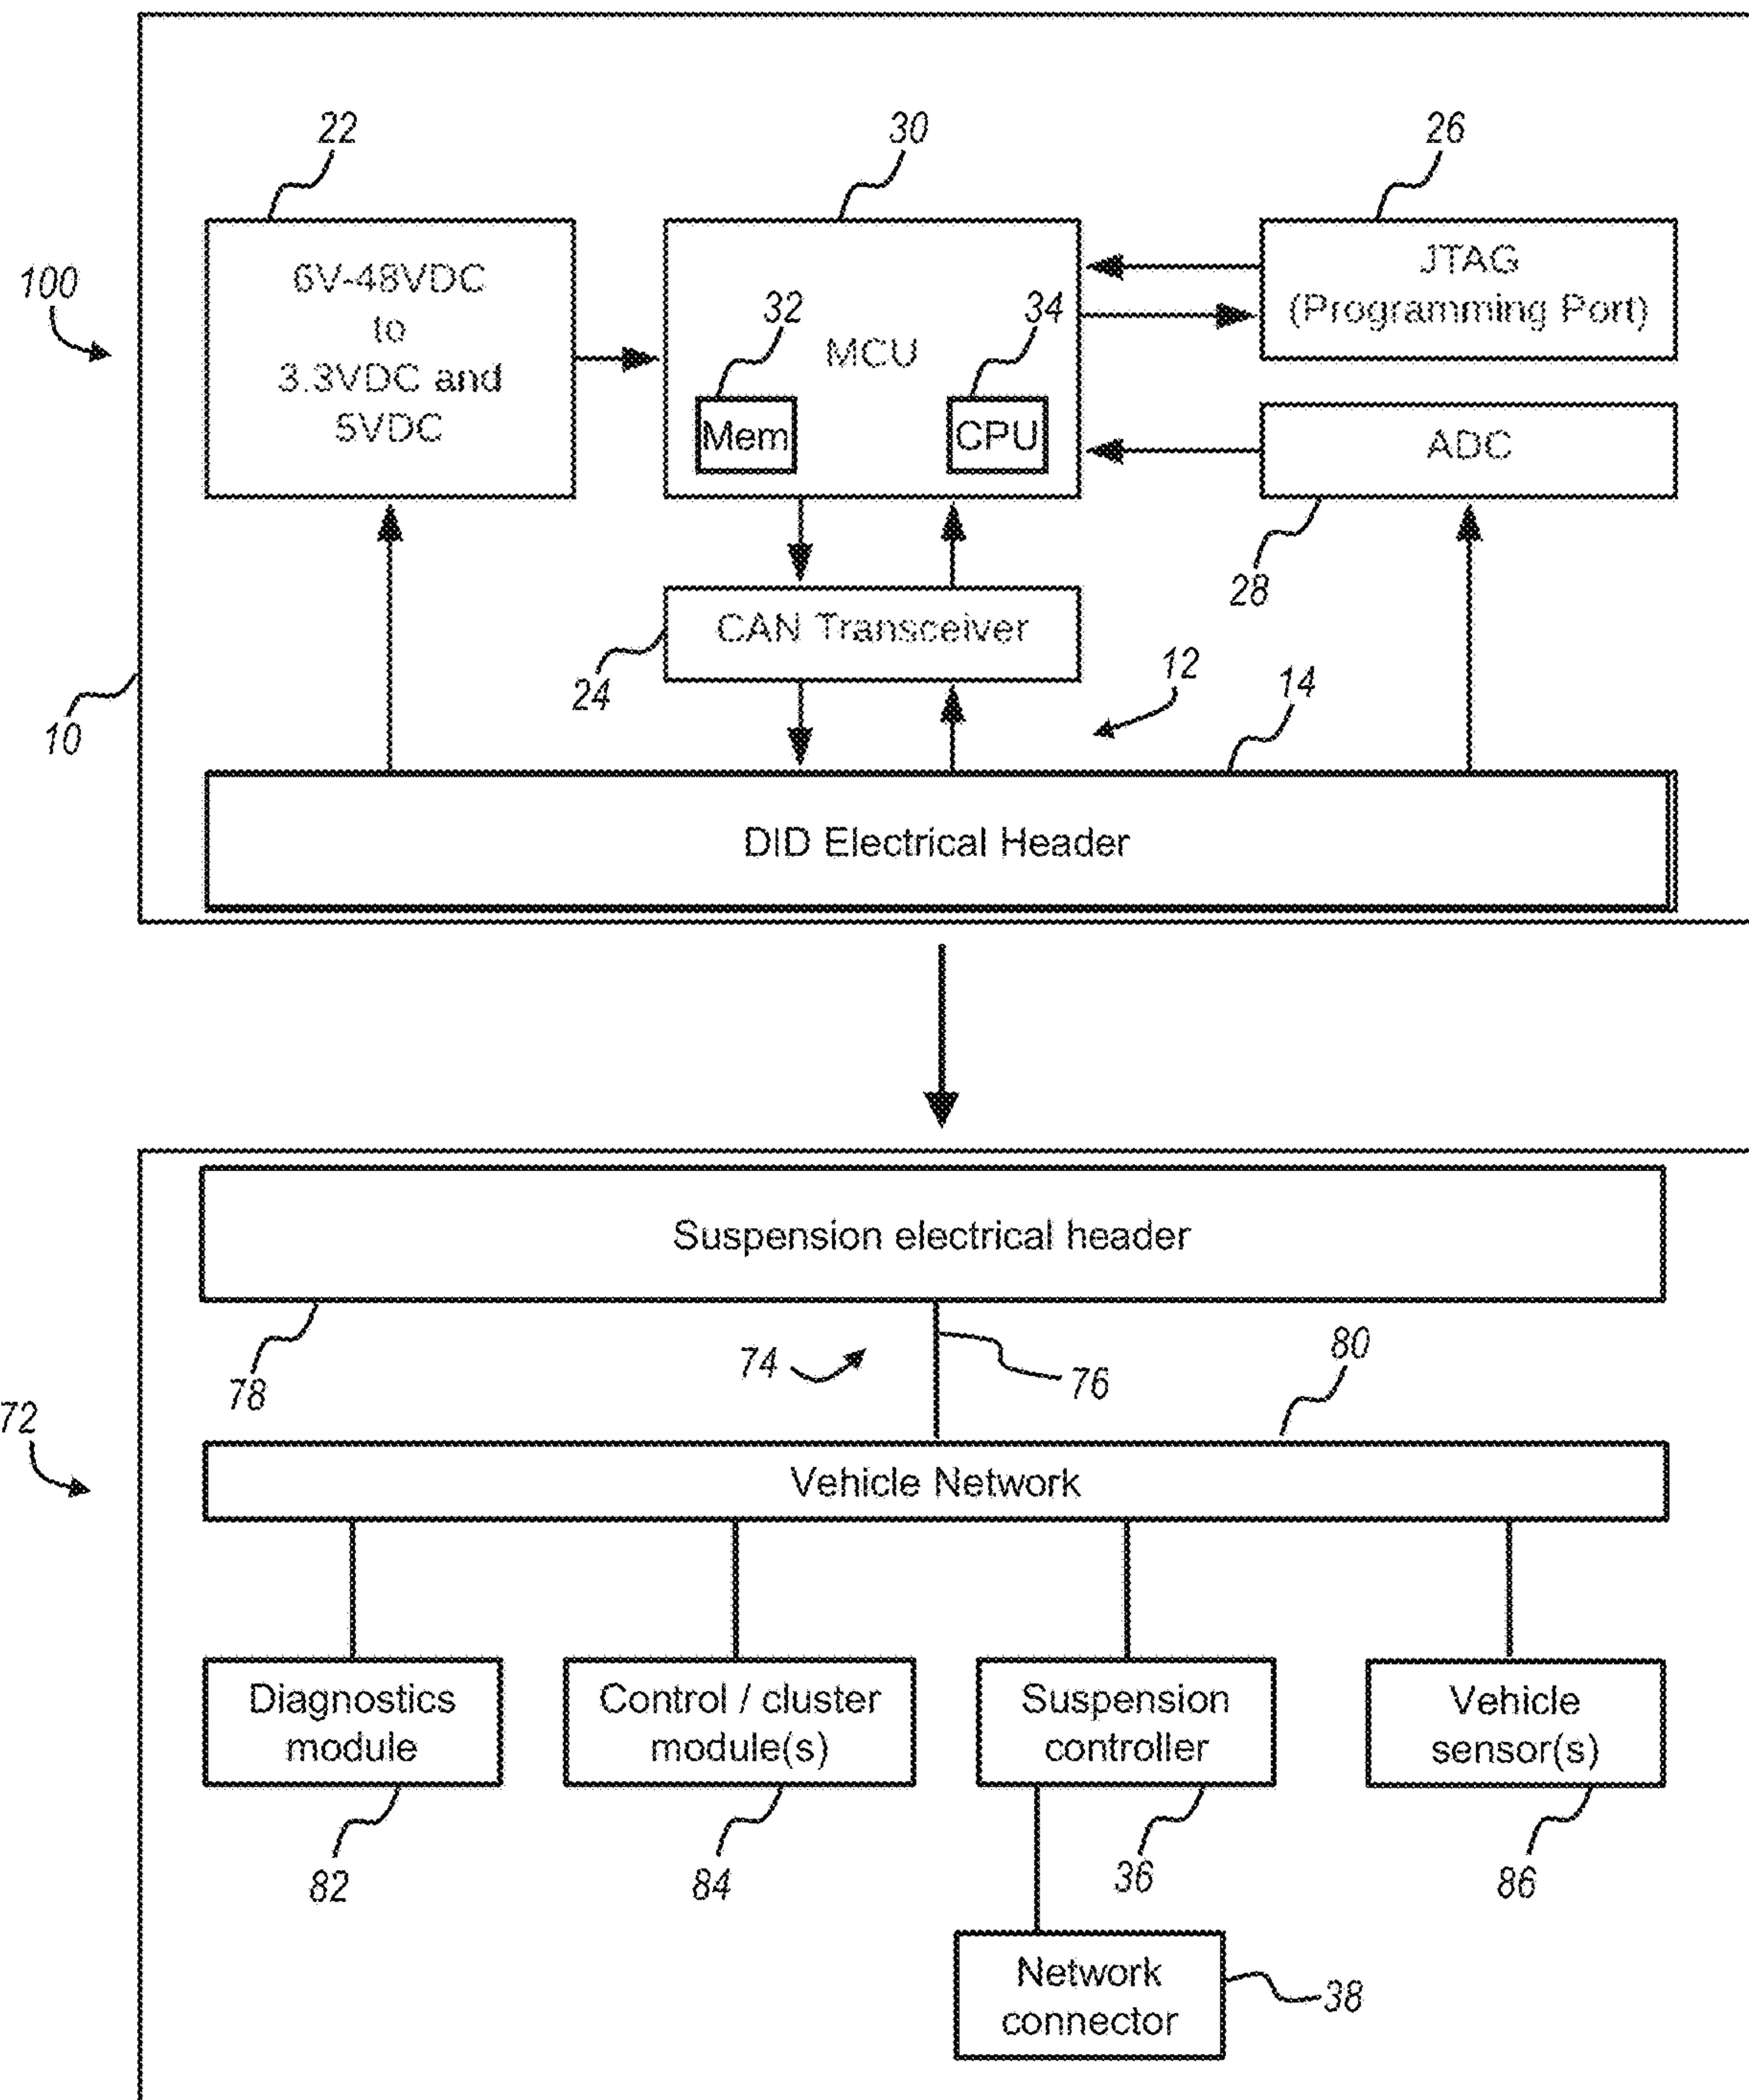 22
30
26
100
6V-48VDC
to
3.3VDC and
5VDC
32
MCU
34
Mem
CPU
JTAG
(Programming Port)
ADC
28
CAN Transceiver
24
12
14
10
DID Electrical Header
Suspension electrical header
78
74
76
80
72
Vehicle Network
Diagnostics
module
Control / cluster
module(s)
Suspension
controller
Vehicle
sensor(s)
82
84
36
86
Network
connector
38